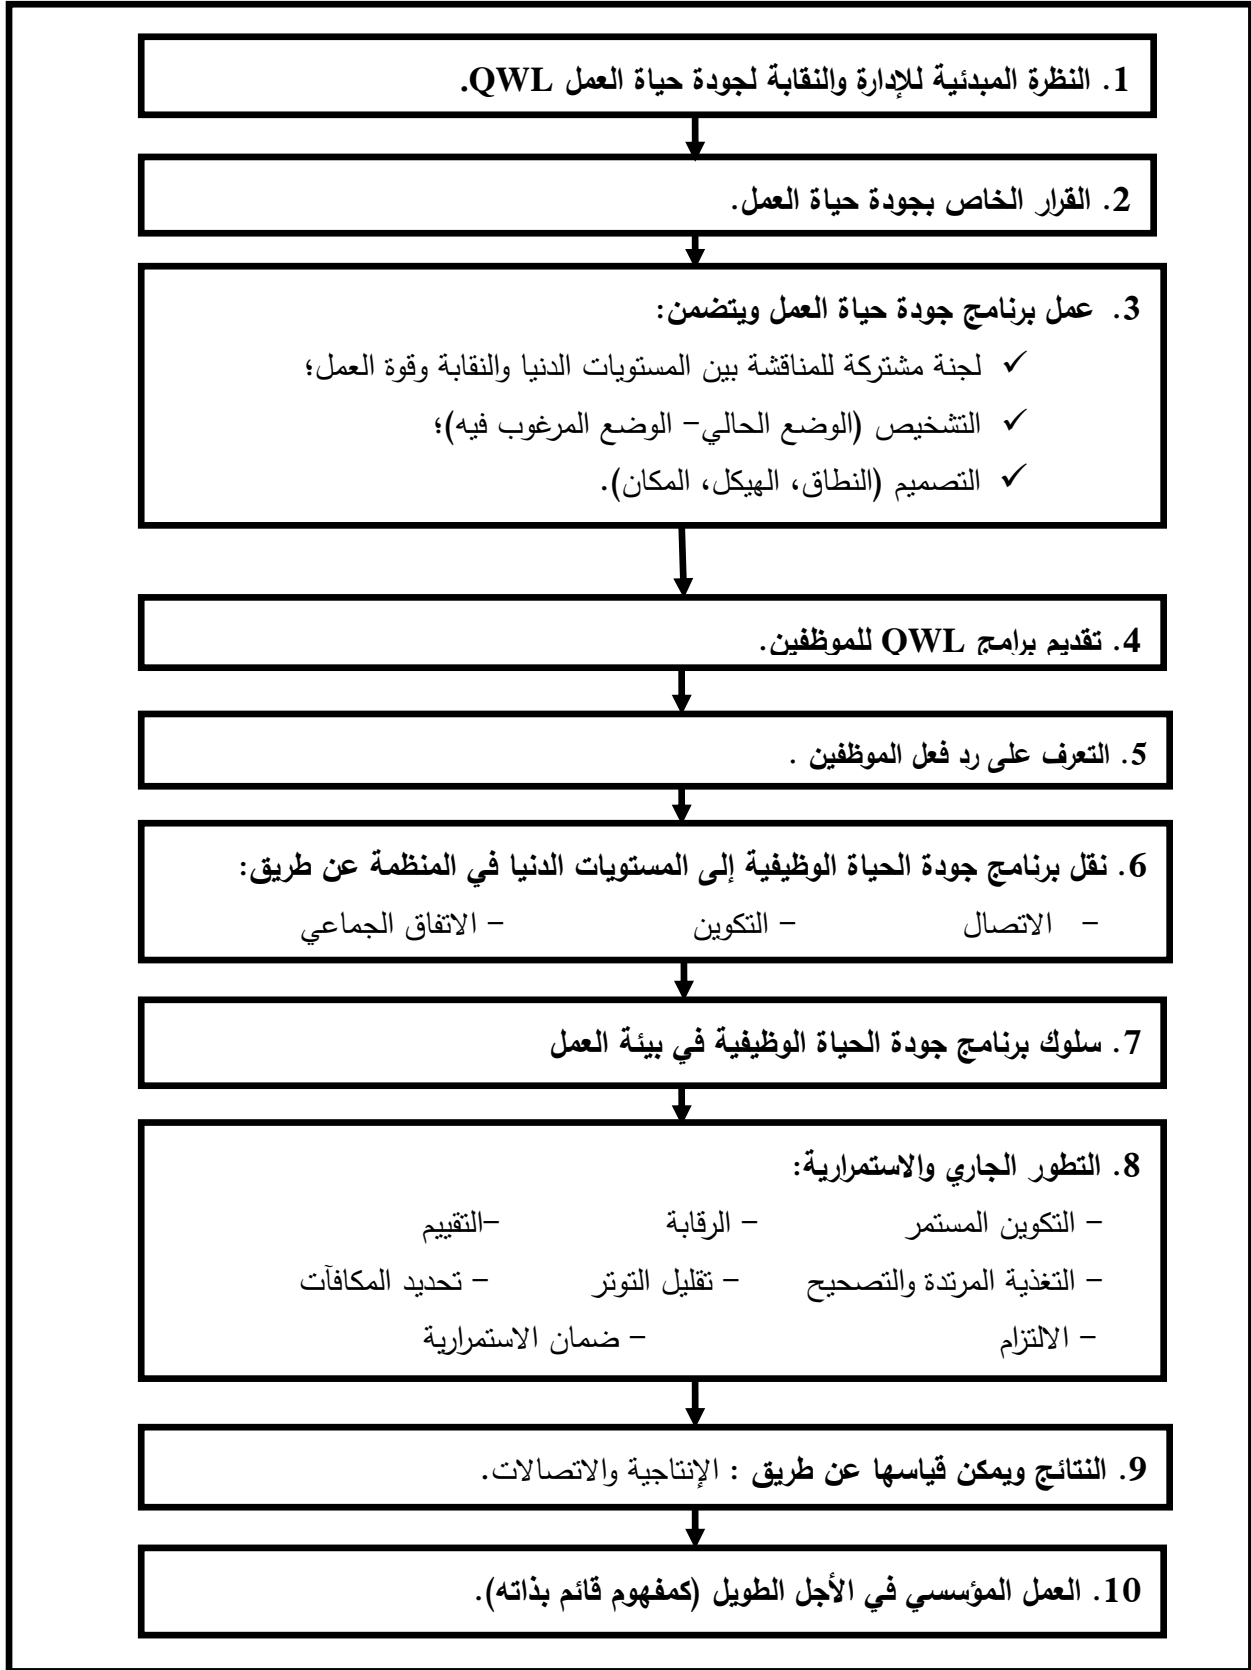 1. النظرة المبدئية للإدارة والنقابة لجودة حياة العمل QWL.
2. القرار الخاص بجودة حياة العمل.
3. عمل برنامج جودة حياة العمل ويتضمن:
✓ لجنة مشتركة للمناقشة بين المستويات الدنيا والنقابة وقوة العمل؛
✓ التشخيص (الوضع الحالي– الوضع المرغوب فيه)؛
✓ التصميم (النطاق، الهيكل، المكان).
4. تقديم برامج QWL للموظفين.
5. التعرف على رد فعل الموظفين .
6. نقل برنامج جودة الحياة الوظيفية إلى المستويات الدنيا في المنظمة عن طريق:
– الاتصال – التكوين – الاتفاق الجماعي
7. سلوك برنامج جودة الحياة الوظيفية في بيئة العمل
8. التطور الجاري والاستمرارية:
– التكوين المستمر – الرقابة –التقييم
– التغذية المرتدة والتصحيح – تقليل التوتر – تحديد المكافآت
– الالتزام – ضمان الاستمرارية
9. النتائج ويمكن قياسها عن طريق : الإنتاجية والاتصالات.
10. العمل المؤسسي في الأجل الطويل (كمفهوم قائم بذاته).